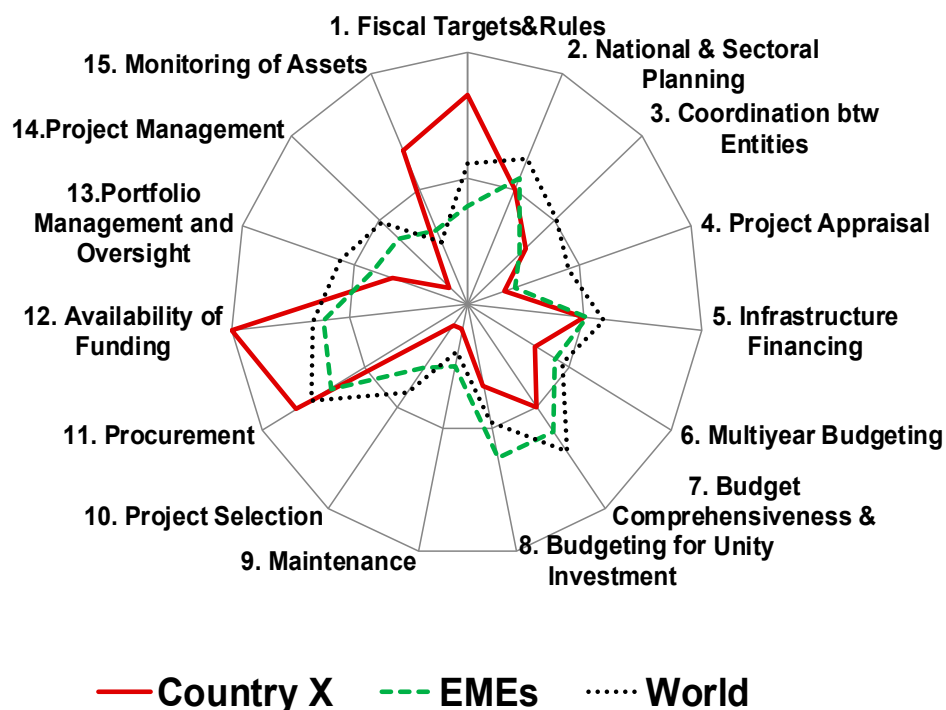 1. Fiscal Targets&Rules
2. National & Sectoral
Planning
3. Coordination btw
Entities
4. Project Appraisal
5. Infrastructure
Financing
6. Multiyear Budgeting
7. Budget
Comprehensiveness &
Unity
8. Budgeting for
Investment
9. Maintenance
10. Project Selection
11. Procurement
12. Availability of
Funding
13.Portfolio
Management and
Oversight
14.Project Management
15. Monitoring of Assets
Country X
EMEs
World